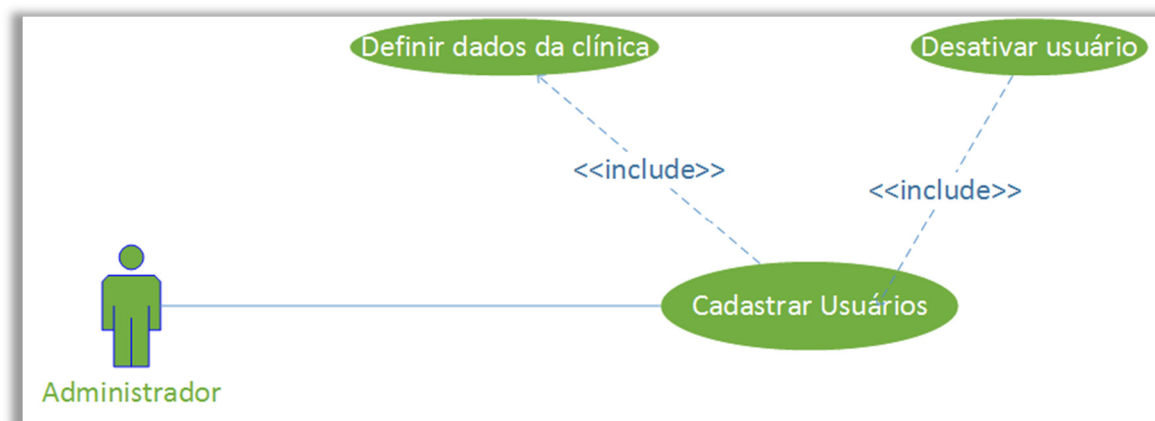 Definir dados da clínica
Desativar usuário
<<include>>
<<include>>
Cadastrar Usuários
Administrador